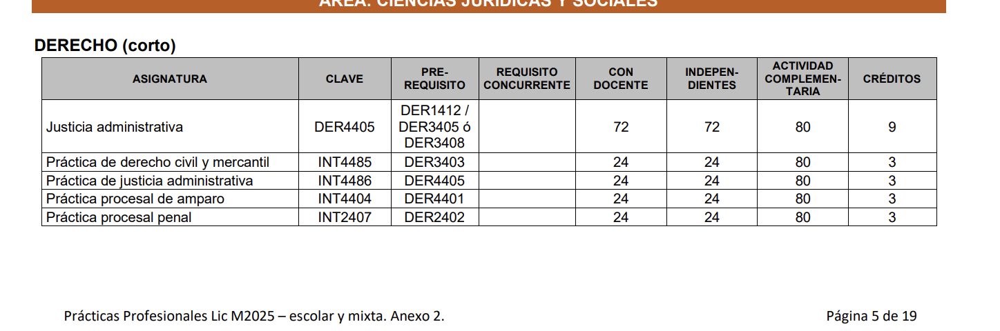 ÁREA: CIENCIAS JURÍDICAS Y SOCIALES
DERECHO (corto)
ASIGNATURA CLAVE PRE-REQUISITO REQUISITO CONCURRENTE CON DOCENTE INDEPEN-DIENTES ACTIVIDAD COMPLEMEN-TARIA CRÉDITOS
Justicia administrativa DER4405 DER1412 / DER3405 ó DER3408 72 72 80 9
Práctica de derecho civil y mercantil INT4485 DER3403 24 24 80 3
Práctica de justicia administrativa INT4486 DER4405 24 24 80 3
Práctica procesal de amparo INT4404 DER4401 24 24 80 3
Práctica procesal penal INT2407 DER2402 24 24 80 3
Prácticas Profesionales Lic M2025 – escolar y mixta. Anexo 2. Página 5 de 19